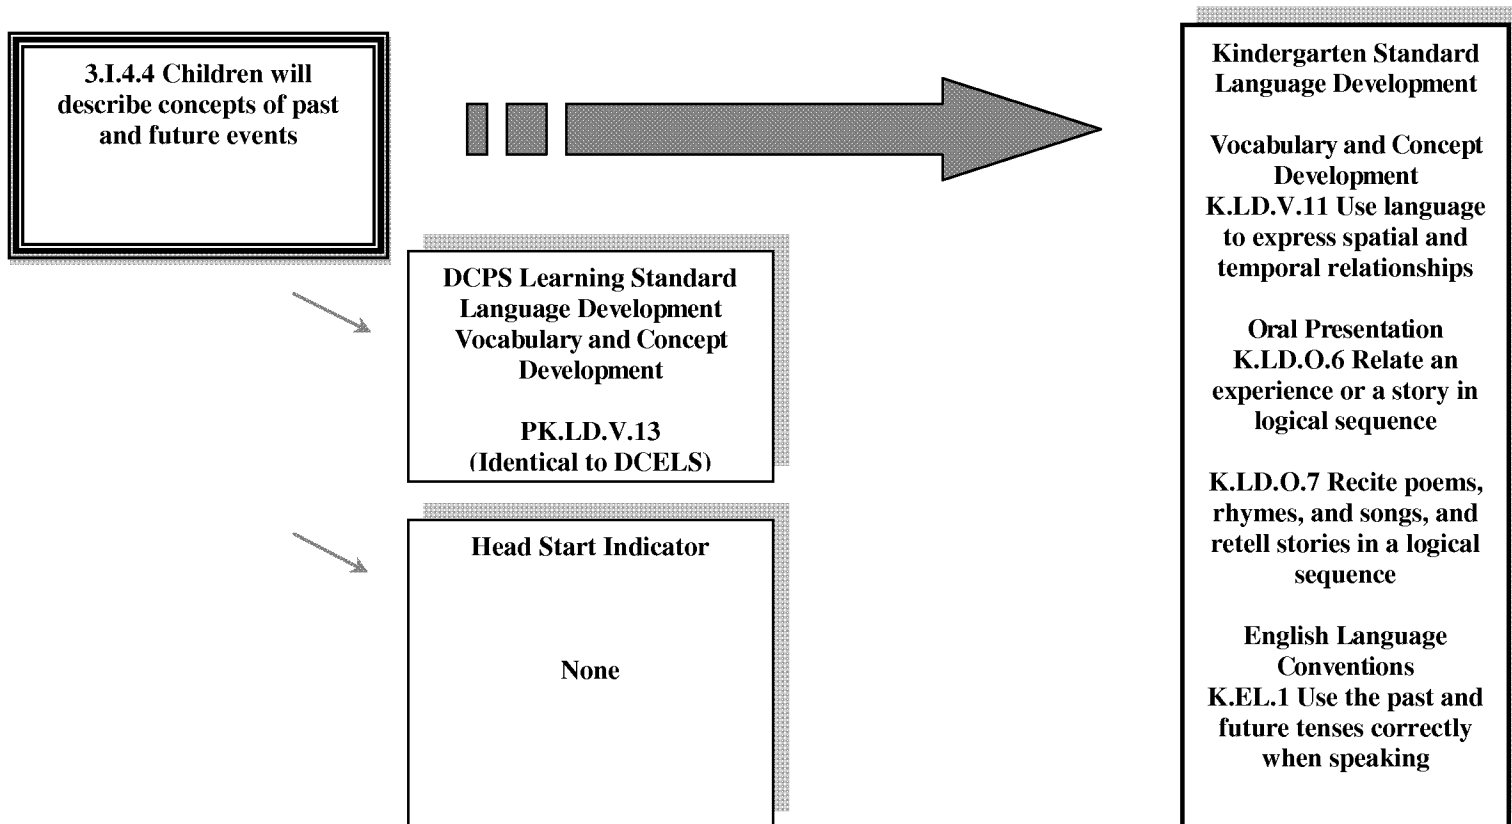 3.I.4.4 Children will
describe concepts of past
and future events
DCPS Learning Standard
Language Development
Vocabulary and Concept
Development
PK.LD.V.13
(Identical to DCELS)
Head Start Indicator
None
Kindergarten Standard
Language Development
Vocabulary and Concept
Development
K.LD.V.11 Use language
to express spatial and
temporal relationships
Oral Presentation
K.LD.O.6 Relate an
experience or a story in
logical sequence
K.LD.O.7 Recite poems,
rhymes, and songs, and
retell stories in a logical
sequence
English Language
Conventions
K.EL.1 Use the past and
future tenses correctly
when speaking